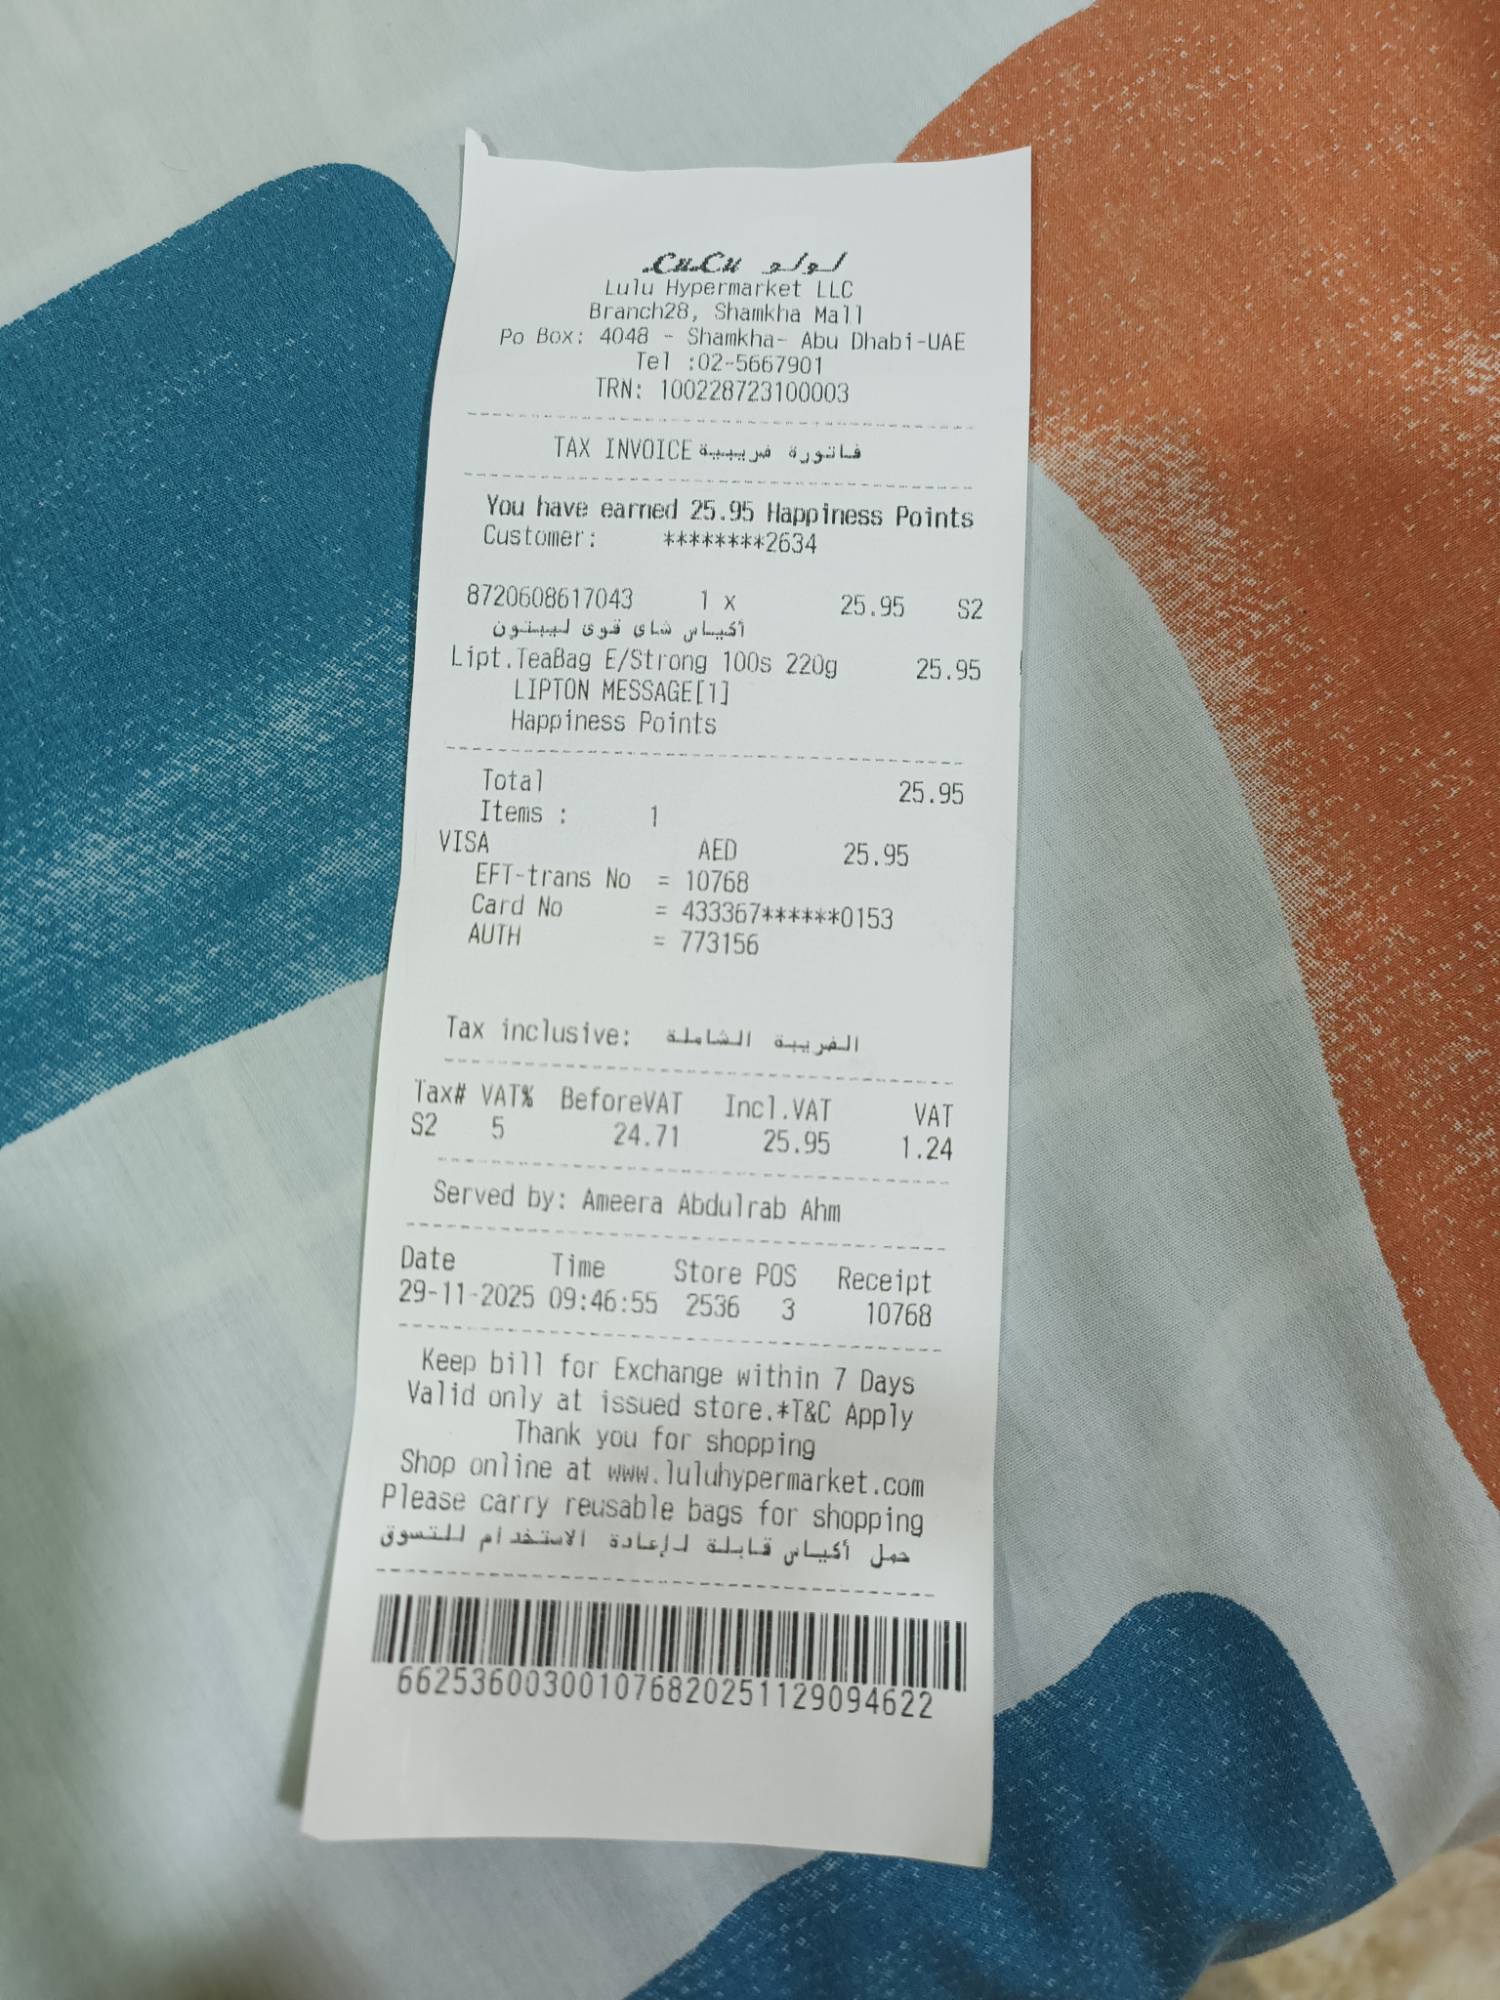 LuLu لولو
Lulu Hypermarket LLC
Branch28, Shamkha Mall
Po Box: 4048 - Shamkha- Abu Dhabi-UAE
Tel :02-5667901
TRN: 100228723100003
TAX INVOICE فاتورة ضريبية
You have earned 25.95 Happiness Points
Customer: ********2634
8720608617043 1 x 25.95 S2
أكياس شاى قوى ليبتون
Lipt.TeaBag E/Strong 100s 220g 25.95
LIPTON MESSAGE[1]
Happiness Points
Total 25.95
Items : 1
VISA AED 25.95
EFT-trans No = 10768
Card No = 433367******0153
AUTH = 773156
Tax inclusive: الضريبة الشاملة
Tax# VAT% BeforeVAT Incl.VAT VAT
S2 5 24.71 25.95 1.24
Served by: Ameera Abdulrab Ahm
Date Time Store POS Receipt
29-11-2025 09:46:55 2536 3 10768
Keep bill for Exchange within 7 Days
Valid only at issued store.*T&C Apply
Thank you for shopping
Shop online at www.luluhypermarket.com
Please carry reusable bags for shopping
حمل أكياس قابلة لإعادة الاستخدام للتسوق
662536003001076820251129094622